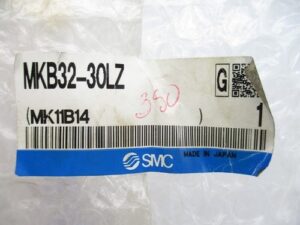 MKB32-30LZ
G
(MK11B14 )
350
1
SMC
MADE IN JAPAN